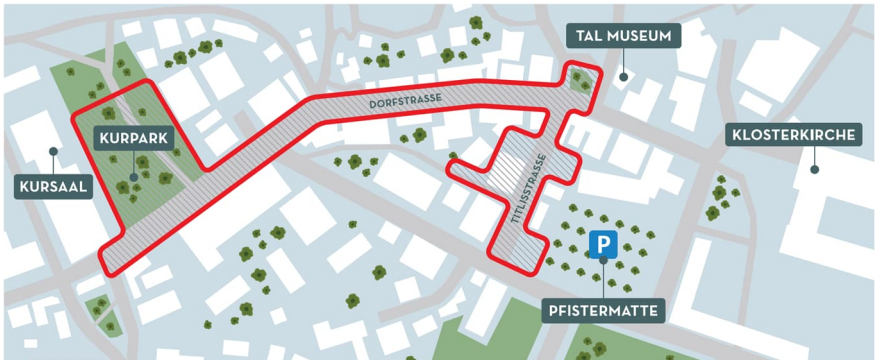 TAL MUSEUM
DORFSTRASSE
KURPARK
KLOSTERKIRCHE
KURSAAL
TITLISSTRASSE
P
PFISTERMATTE